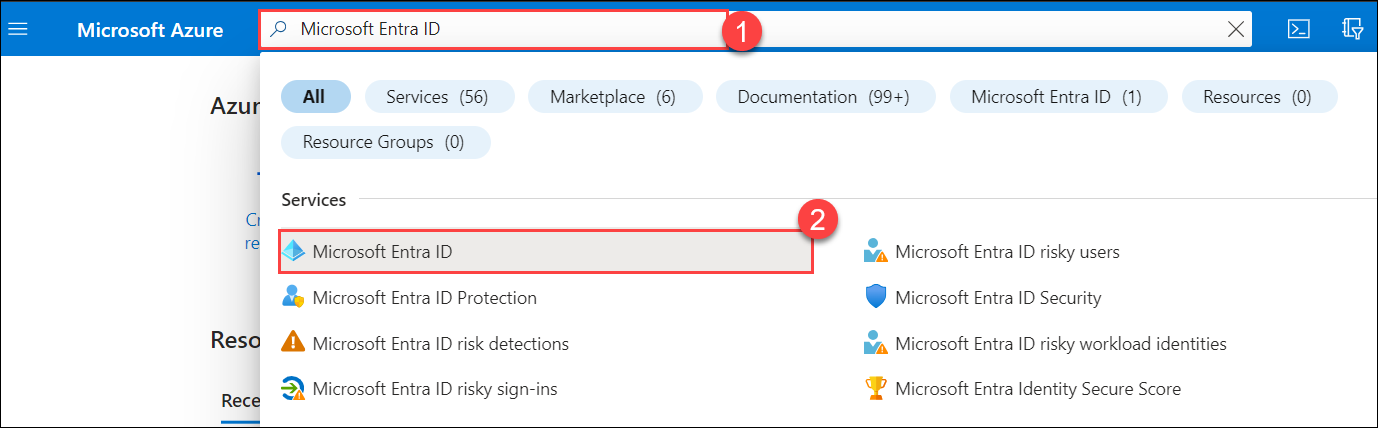 Microsoft Azure Microsoft Entra ID 1
All Services (56) Marketplace (6) Documentation (99+) Microsoft Entra ID (1) Resources (0)
Resource Groups (0)
Azu
Services
2
Cr
re
Microsoft Entra ID Microsoft Entra ID risky users
Microsoft Entra ID Protection Microsoft Entra ID Security
Reso
Microsoft Entra ID risk detections Microsoft Entra ID risky workload identities
Rece
Microsoft Entra ID risky sign-ins Microsoft Entra Identity Secure Score